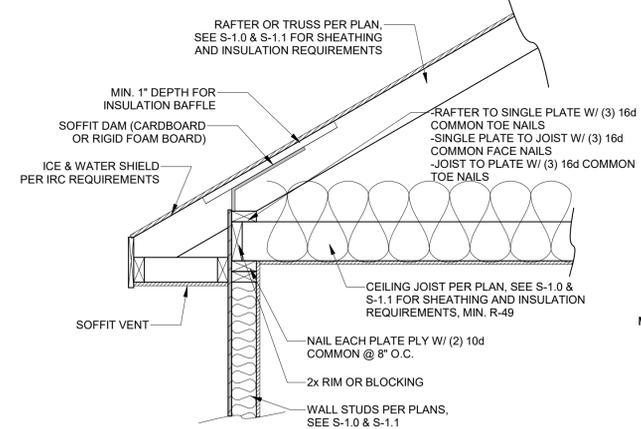 RAFTER OR TRUSS PER PLAN,
SEE S-1.0 & S-1.1 FOR SHEATHING
AND INSULATION REQUIREMENTS
MIN. 1" DEPTH FOR
INSULATION BAFFLE
SOFFIT DAM (CARDBOARD
OR RIGID FOAM BOARD)
ICE & WATER SHIELD
PER IRC REQUIREMENTS
-RAFTER TO SINGLE PLATE W/ (3) 16d
COMMON TOE NAILS
-SINGLE PLATE TO JOIST W/ (3) 16d
COMMON FACE NAILS
-JOIST TO PLATE W/ (3) 16d COMMON
TOE NAILS
CEILING JOIST PER PLAN, SEE S-1.0 &
S-1.1 FOR SHEATHING AND INSULATION
REQUIREMENTS, MIN. R-49
SOFFIT VENT
NAIL EACH PLATE PLY W/ (2) 10d
COMMON @ 8" O.C.
2x RIM OR BLOCKING
WALL STUDS PER PLANS,
SEE S-1.0 & S-1.1